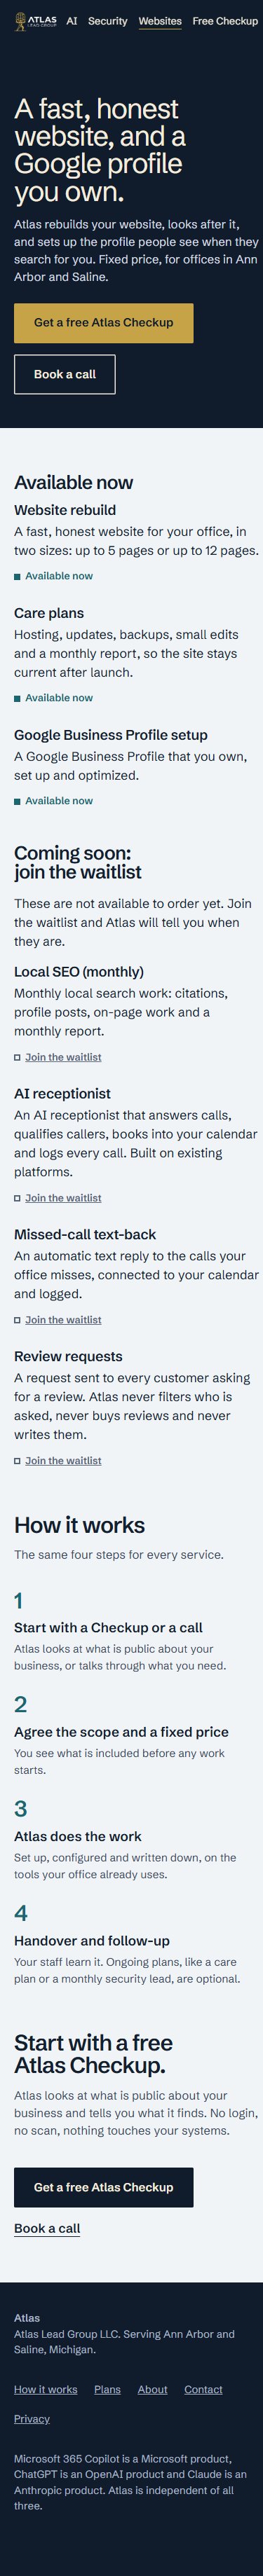 ATLAS
LEAD GROUP
AI Security Websites Free Checkup
A fast, honest
website, and a
Google profile
you own.
Atlas rebuilds your website, looks after it,
and sets up the profile people see when they
search for you. Fixed price, for offices in Ann
Arbor and Saline.
Get a free Atlas Checkup
Book a call
Available now
Website rebuild
A fast, honest website for your office, in
two sizes: up to 5 pages or up to 12 pages.
Available now
Care plans
Hosting, updates, backups, small edits
and a monthly report, so the site stays
current after launch.
Available now
Google Business Profile setup
A Google Business Profile that you own,
set up and optimized.
Available now
Coming soon:
join the waitlist
These are not available to order yet. Join
the waitlist and Atlas will tell you when
they are.
Local SEO (monthly)
Monthly local search work: citations,
profile posts, on-page work and a
monthly report.
Join the waitlist
AI receptionist
An AI receptionist that answers calls,
qualifies callers, books into your calendar
and logs every call. Built on existing
platforms.
Join the waitlist
Missed-call text-back
An automatic text reply to the calls your
office misses, connected to your calendar
and logged.
Join the waitlist
Review requests
A request sent to every customer asking
for a review. Atlas never filters who is
asked, never buys reviews and never
writes them.
Join the waitlist
How it works
The same four steps for every service.
1
Start with a Checkup or a call
Atlas looks at what is public about your
business, or talks through what you need.
2
Agree the scope and a fixed price
You see what is included before any work
starts.
3
Atlas does the work
Set up, configured and written down, on the
tools your office already uses.
4
Handover and follow-up
Your staff learn it. Ongoing plans, like a care
plan or a monthly security lead, are optional.
Start with a free
Atlas Checkup.
Atlas looks at what is public about your
business and tells you what it finds. No login,
no scan, nothing touches your systems.
Get a free Atlas Checkup
Book a call
Atlas
Atlas Lead Group LLC. Serving Ann Arbor and
Saline, Michigan.
How it works Plans About Contact
Privacy
Microsoft 365 Copilot is a Microsoft product,
ChatGPT is an OpenAI product and Claude is an
Anthropic product. Atlas is independent of all
three.